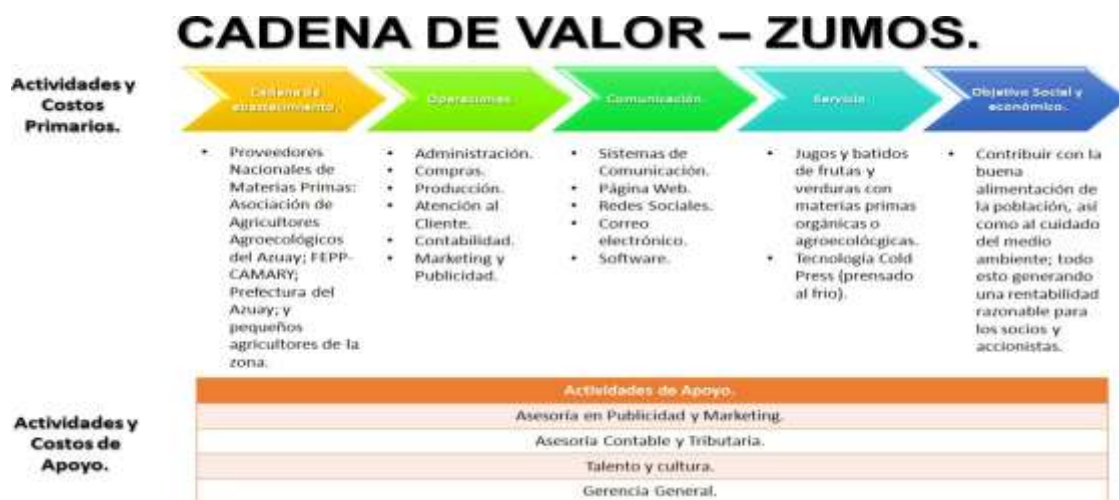 CADENA DE VALOR – ZUMOS.
Actividades y
Costos
Primarios.
Cadena de
abastecimiento.
Operaciones.
Comunicación.
Servicio.
Objetivo Social y
económico.
• Proveedores
Nacionales de
Materias Primas:
Asociación de
Agricultores
Agroecológicos
del Azuay; FEPP-
CAMARY;
Prefectura del
Azuay; y
pequeños
agricultores de la
zona.
• Administración.
• Compras.
• Producción.
• Atención al
Cliente.
• Contabilidad.
• Marketing y
Publicidad.
• Sistemas de
Comunicación.
• Página Web.
• Redes Sociales.
• Correo
electrónico.
• Software.
• Jugos y batidos
de frutas y
verduras con
materias primas
orgánicas o
agroecolócgicas.
• Tecnología Cold
Press (prensado
al frio).
• Contribuir con la
buena
alimentación de
la población, así
como al cuidado
del medio
ambiente; todo
esto generando
una rentabilidad
razonable para
los socios y
accionistas.
Actividades y
Costos de
Apoyo.
Actividades de Apoyo.
Asesoría en Publicidad y Marketing.
Asesoría Contable y Tributaria.
Talento y cultura.
Gerencia General.